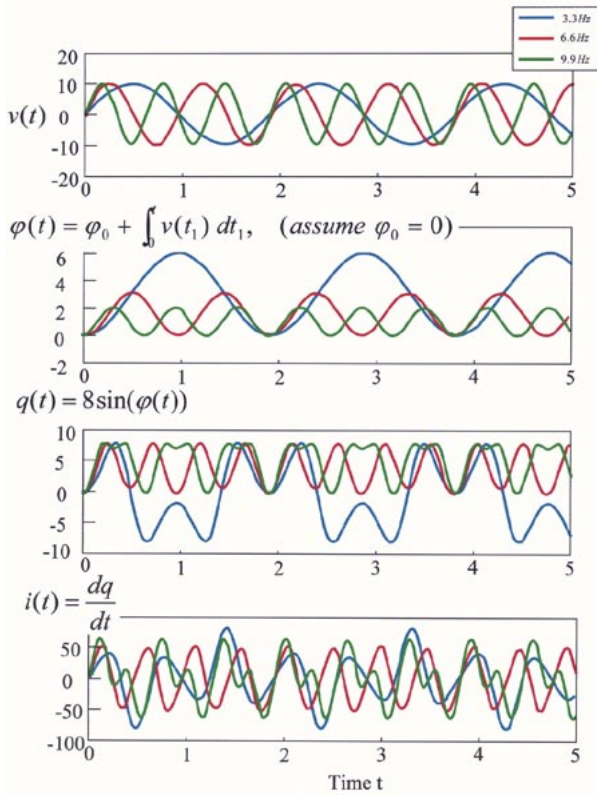 3.3Hz
6.6Hz
9.9Hz
20
10
v(t) 0
-10
-20
0 1 2 3 4 5
φ(t) = φ₀ + ∫₀ᵗ v(t₁) dt₁, (assume φ₀ = 0)
6
4
2
0
-2
0 1 2 3 4 5
q(t) = 8sin(φ(t))
10
5
0
-5
-10
0 1 2 3 4 5
i(t) = dq/dt
50
0
-50
-100
0 1 2 3 4 5
Time t